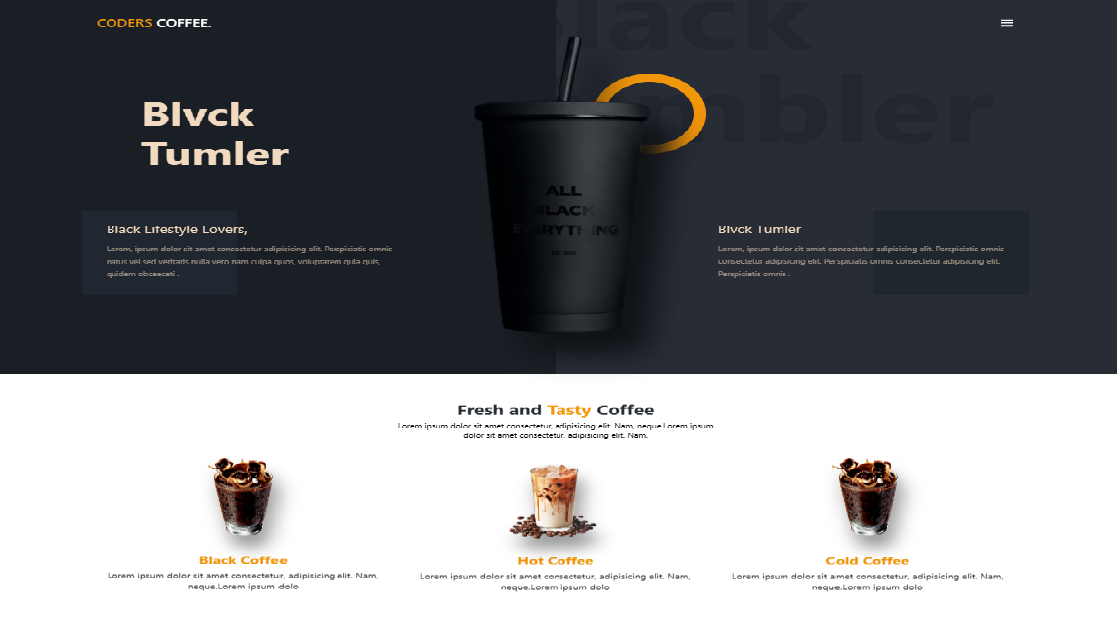 CODERS COFFEE.
Black
Tumbler
Blvck
Tumler
ALL
BLACK
EVERYTHING
Black Lifestyle Lovers,
Lorem, ipsum dolor sit amet consectetur adipisicing elit. Perspiciatis omnis
natus vel sed veritatis nulla vero nam culpa quos, voluptatem quia quis,
quidem obcaecati .
Blvck Tumler
Lorem, ipsum dolor sit amet consectetur adipisicing elit. Perspiciatis omnis
consectetur adipisicing elit. Perspiciatis omnis consectetur adipisicing elit.
Perspiciatis omnis .
Fresh and Tasty Coffee
Lorem ipsum dolor sit amet consectetur, adipisicing elit. Nam, neque.Lorem ipsum
dolor sit amet consectetur, adipisicing elit. Nam.
Black Coffee
Lorem ipsum dolor sit amet consectetur, adipisicing elit. Nam,
neque.Lorem ipsum dolo
Hot Coffee
Lorem ipsum dolor sit amet consectetur, adipisicing elit. Nam,
neque.Lorem ipsum dolo
Cold Coffee
Lorem ipsum dolor sit amet consectetur, adipisicing elit. Nam,
neque.Lorem ipsum dolo